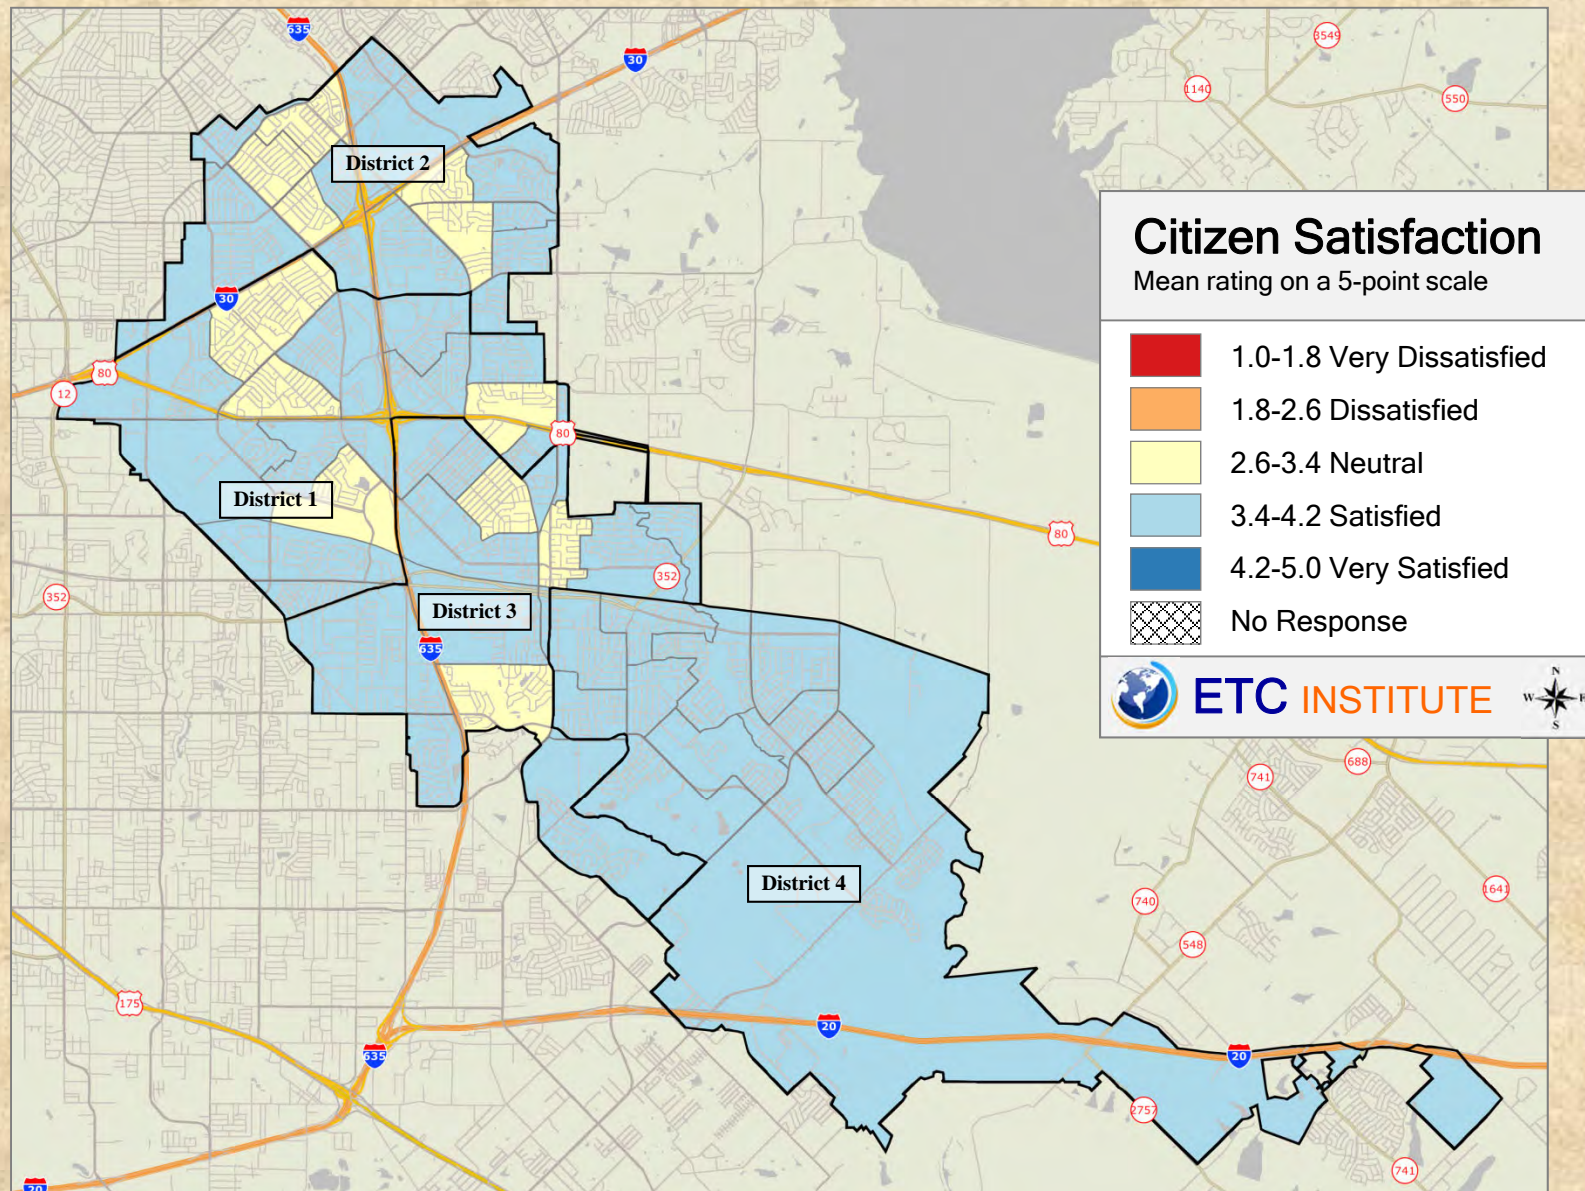 635
30
3549
1140
550
District 2
Citizen Satisfaction
Mean rating on a 5-point scale
30
1.0-1.8 Very Dissatisfied
80
12
1.8-2.6 Dissatisfied
80
2.6-3.4 Neutral
District 1
3.4-4.2 Satisfied
80
352
4.2-5.0 Very Satisfied
352
District 3
No Response
635
ETC INSTITUTE
N
W
E
S
688
741
District 4
1641
740
548
175
20
635
20
2757
741
20